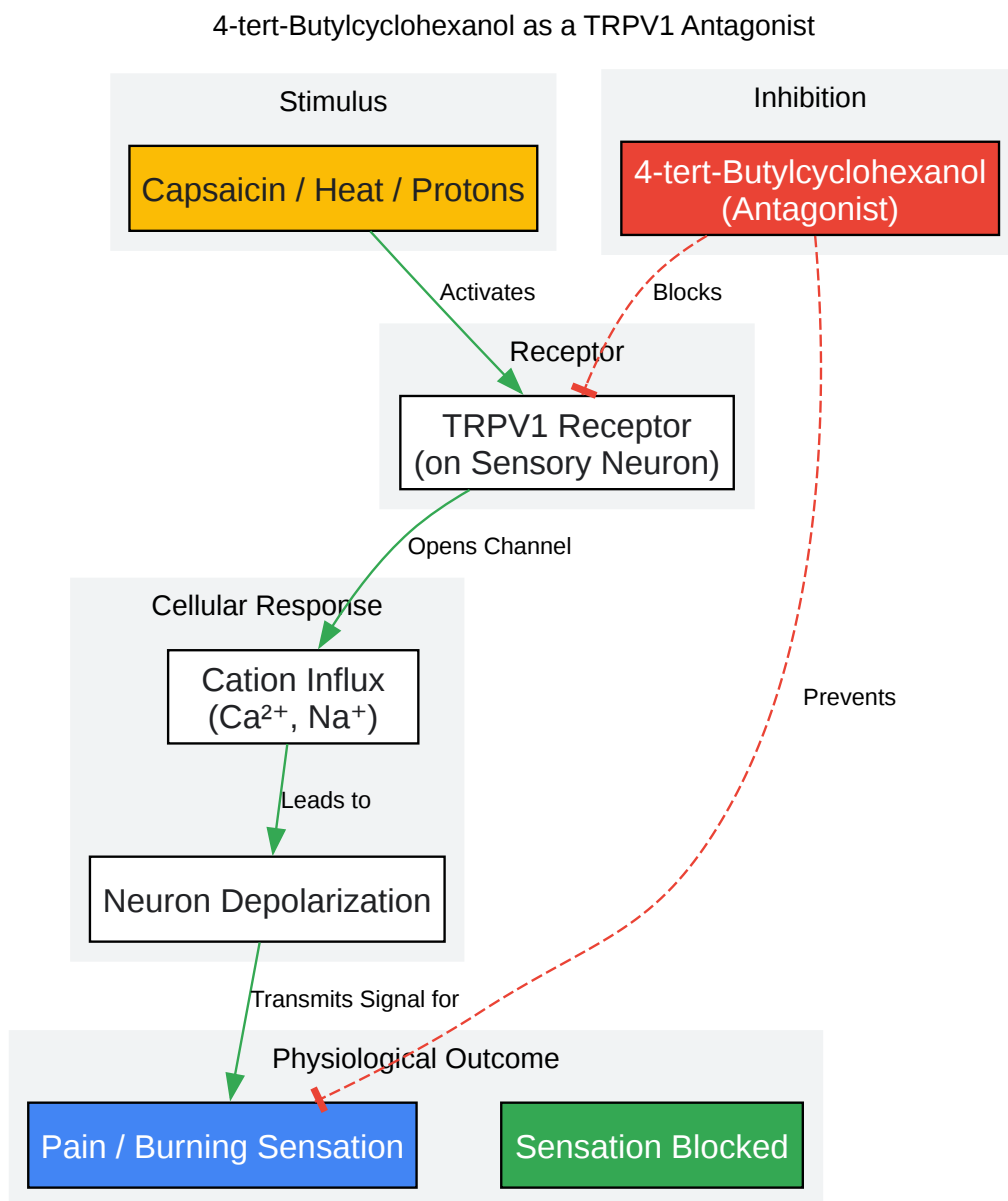 4-tert-Butylcyclohexanol as a TRPV1 Antagonist
Stimulus
Inhibition
Capsaicin / Heat / Protons
4-tert-Butylcyclohexanol
(Antagonist)
Activates
Blocks
Receptor
TRPV1 Receptor
(on Sensory Neuron)
Opens Channel
Cellular Response
Cation Influx
(Ca²⁺, Na⁺)
Prevents
Leads to
Neuron Depolarization
Transmits Signal for
Physiological Outcome
Pain / Burning Sensation
Sensation Blocked